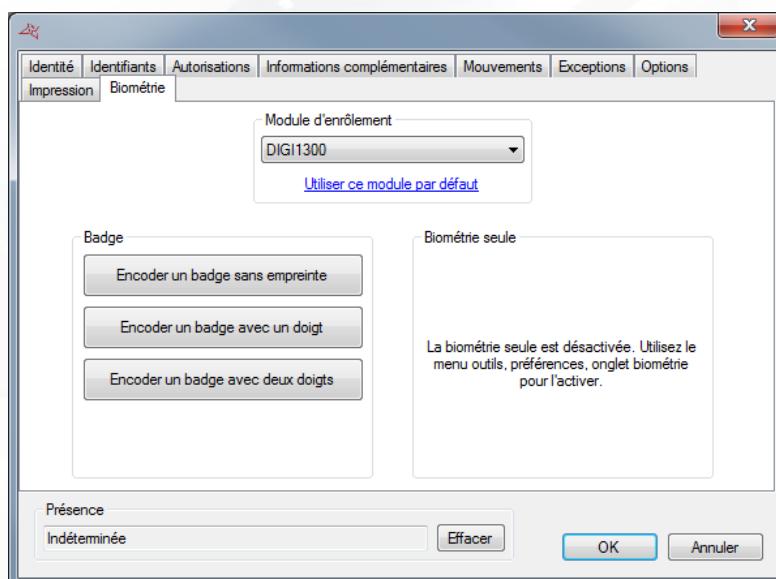 Identité Identifiants Autorisations Informations complémentaires Mouvements Exceptions Options
Impression Biométrie
Module d'enrôlement
DIGI1300
Utiliser ce module par défaut
Badge
Encoder un badge sans empreinte
Encoder un badge avec un doigt
Encoder un badge avec deux doigts
Biométrie seule
La biométrie seule est désactivée. Utilisez le
menu outils, préférences, onglet biométrie
pour l'activer.
Présence
Indéterminée
Effacer
OK
Annuler